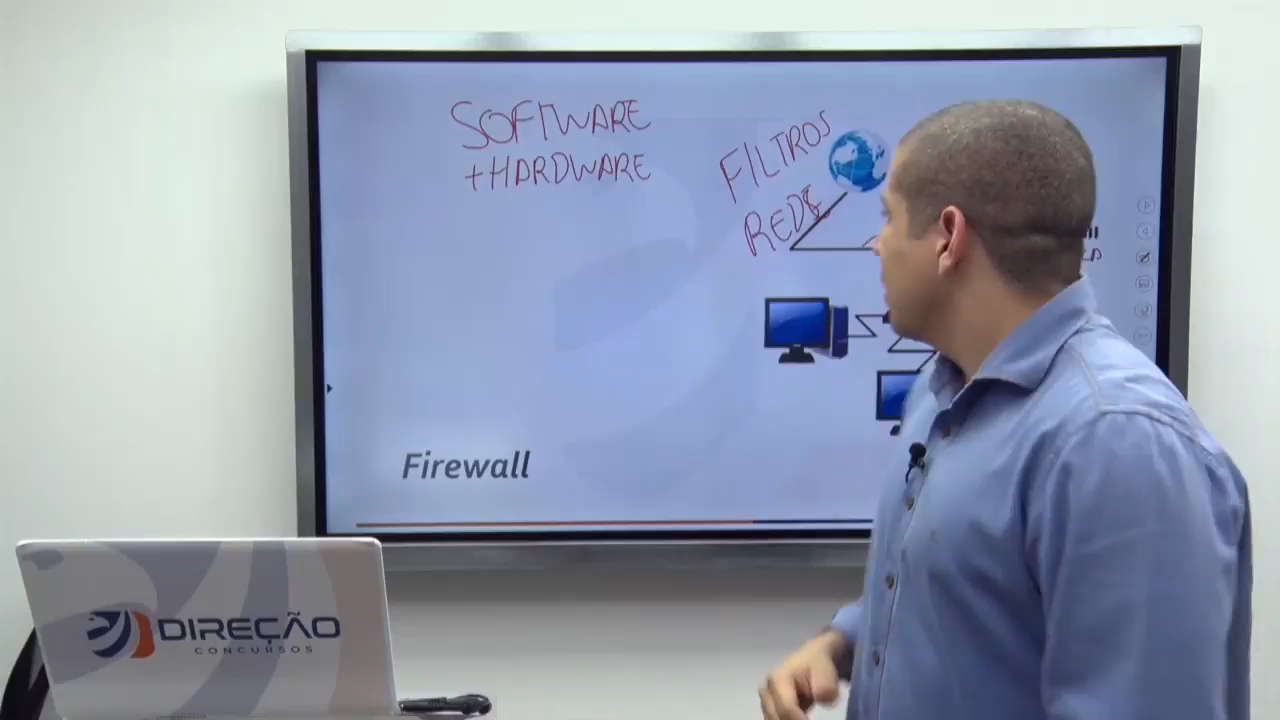 SOFTWARE
+HARDWARE
FILTROS
REDE
Firewall
DIREÇÃO
CONCURSOS